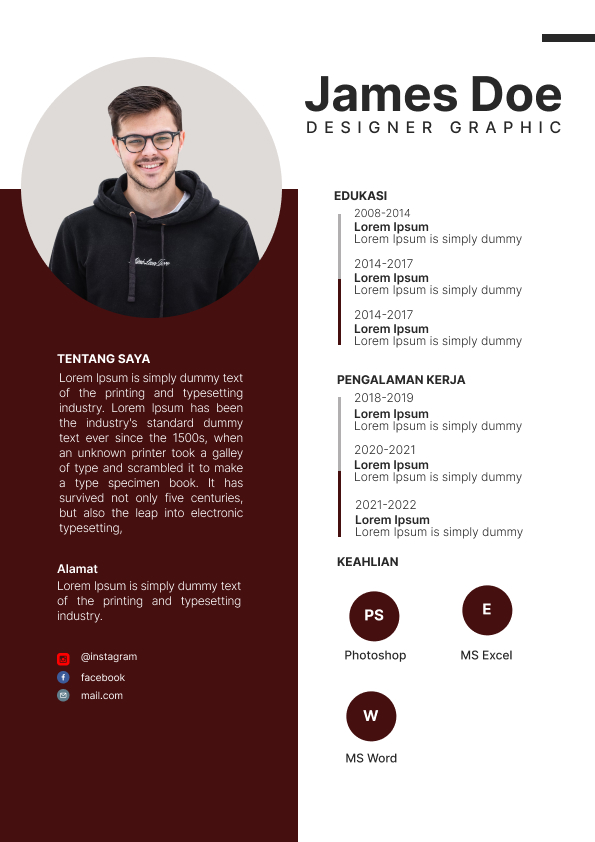 James Doe
DESIGNER GRAPHIC
TENTANG SAYA
Lorem Ipsum is simply dummy text
of the printing and typesetting
industry. Lorem Ipsum has been
the industry's standard dummy
text ever since the 1500s, when
an unknown printer took a galley
of type and scrambled it to make
a type specimen book. It has
survived not only five centuries,
but also the leap into electronic
typesetting,
Alamat
Lorem Ipsum is simply dummy text
of the printing and typesetting
industry.
@instagram
facebook
mail.com
EDUKASI
2008-2014
Lorem Ipsum
Lorem Ipsum is simply dummy
2014-2017
Lorem Ipsum
Lorem Ipsum is simply dummy
2014-2017
Lorem Ipsum
Lorem Ipsum is simply dummy
PENGALAMAN KERJA
2018-2019
Lorem Ipsum
Lorem Ipsum is simply dummy
2020-2021
Lorem Ipsum
Lorem Ipsum is simply dummy
2021-2022
Lorem Ipsum
Lorem Ipsum is simply dummy
KEAHLIAN
PS
Photoshop
E
MS Excel
W
MS Word